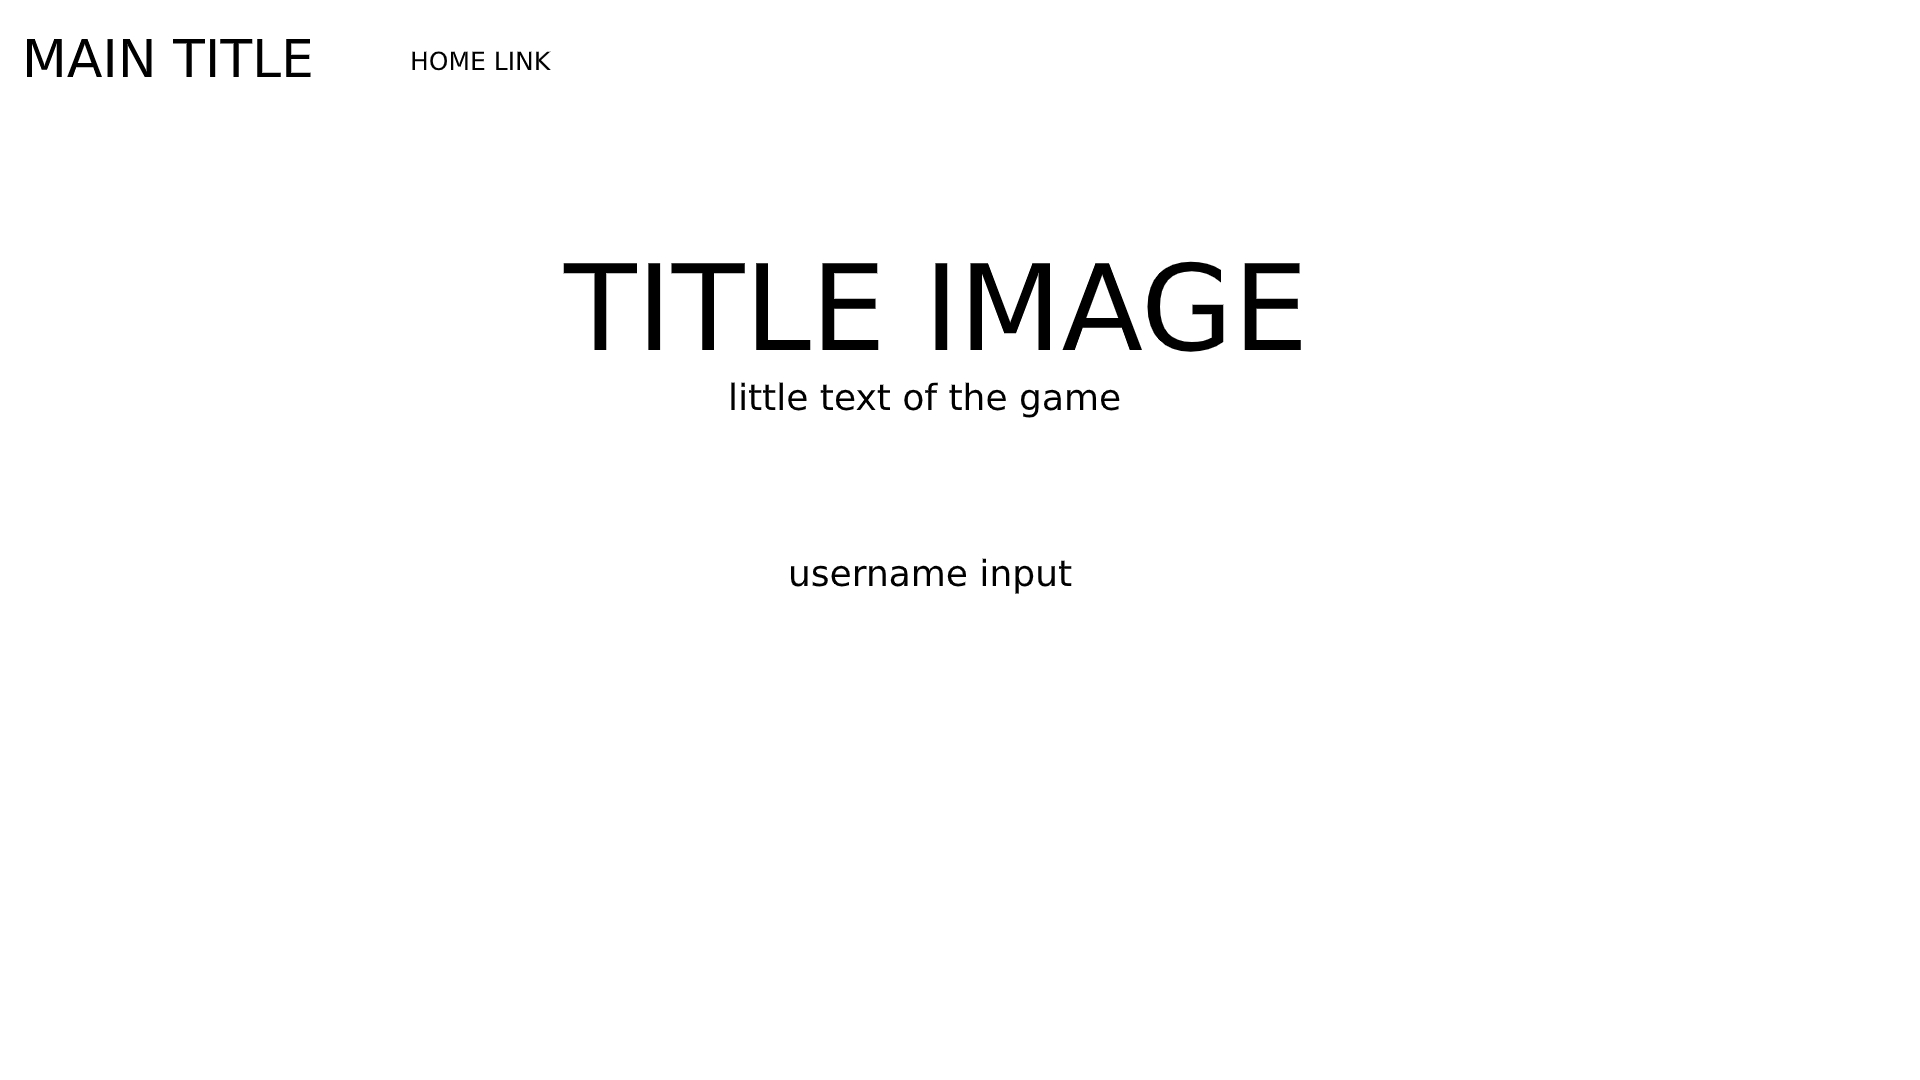 MAIN TITLE
HOME LINK
TITLE IMAGE
little text of the game
username input